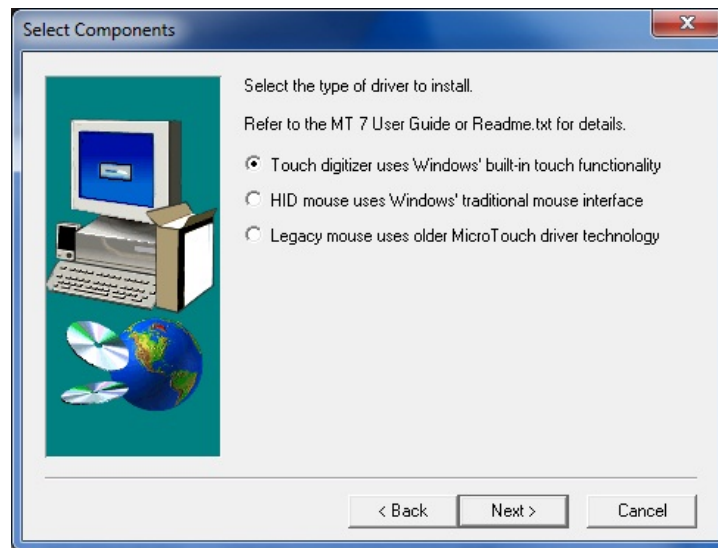 Select Components
Select the type of driver to install.
Refer to the MT 7 User Guide or Readme.txt for details.
Touch digitizer uses Windows' built-in touch functionality
HID mouse uses Windows' traditional mouse interface
Legacy mouse uses older MicroTouch driver technology
< Back Next > Cancel